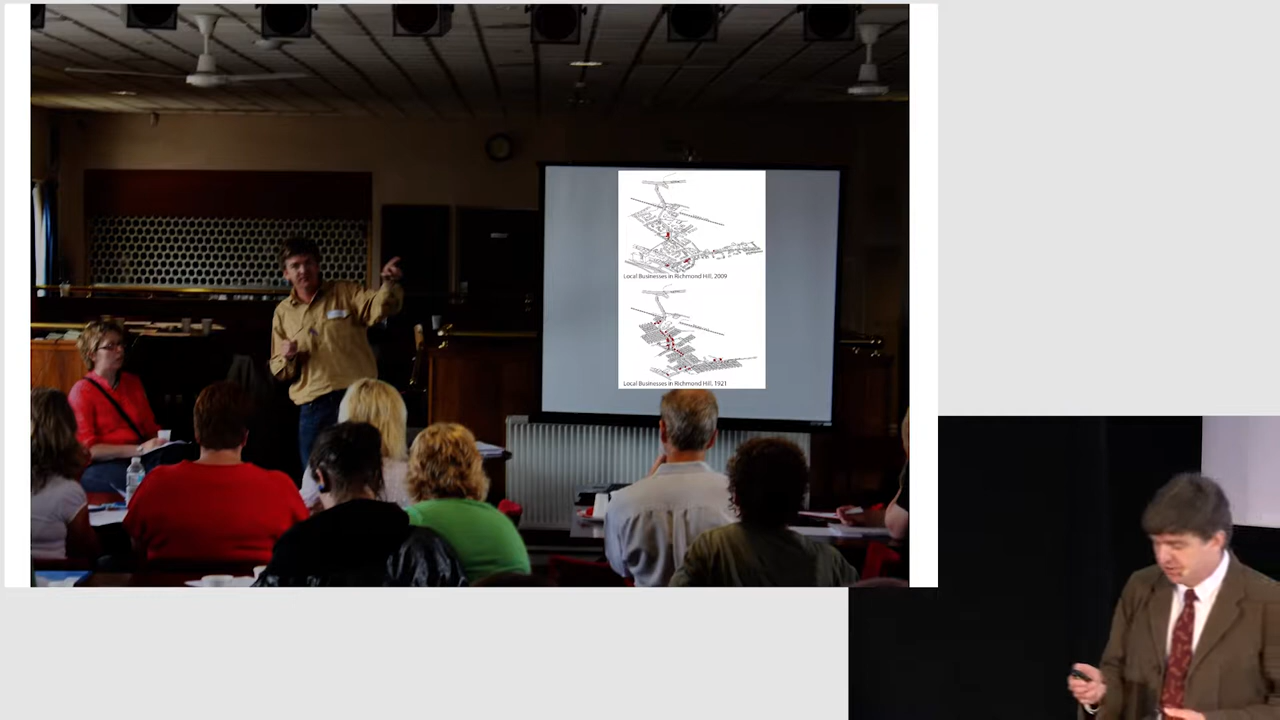 Local Businesses in Richmond Hill, 2009
Local Businesses in Richmond Hill, 1921